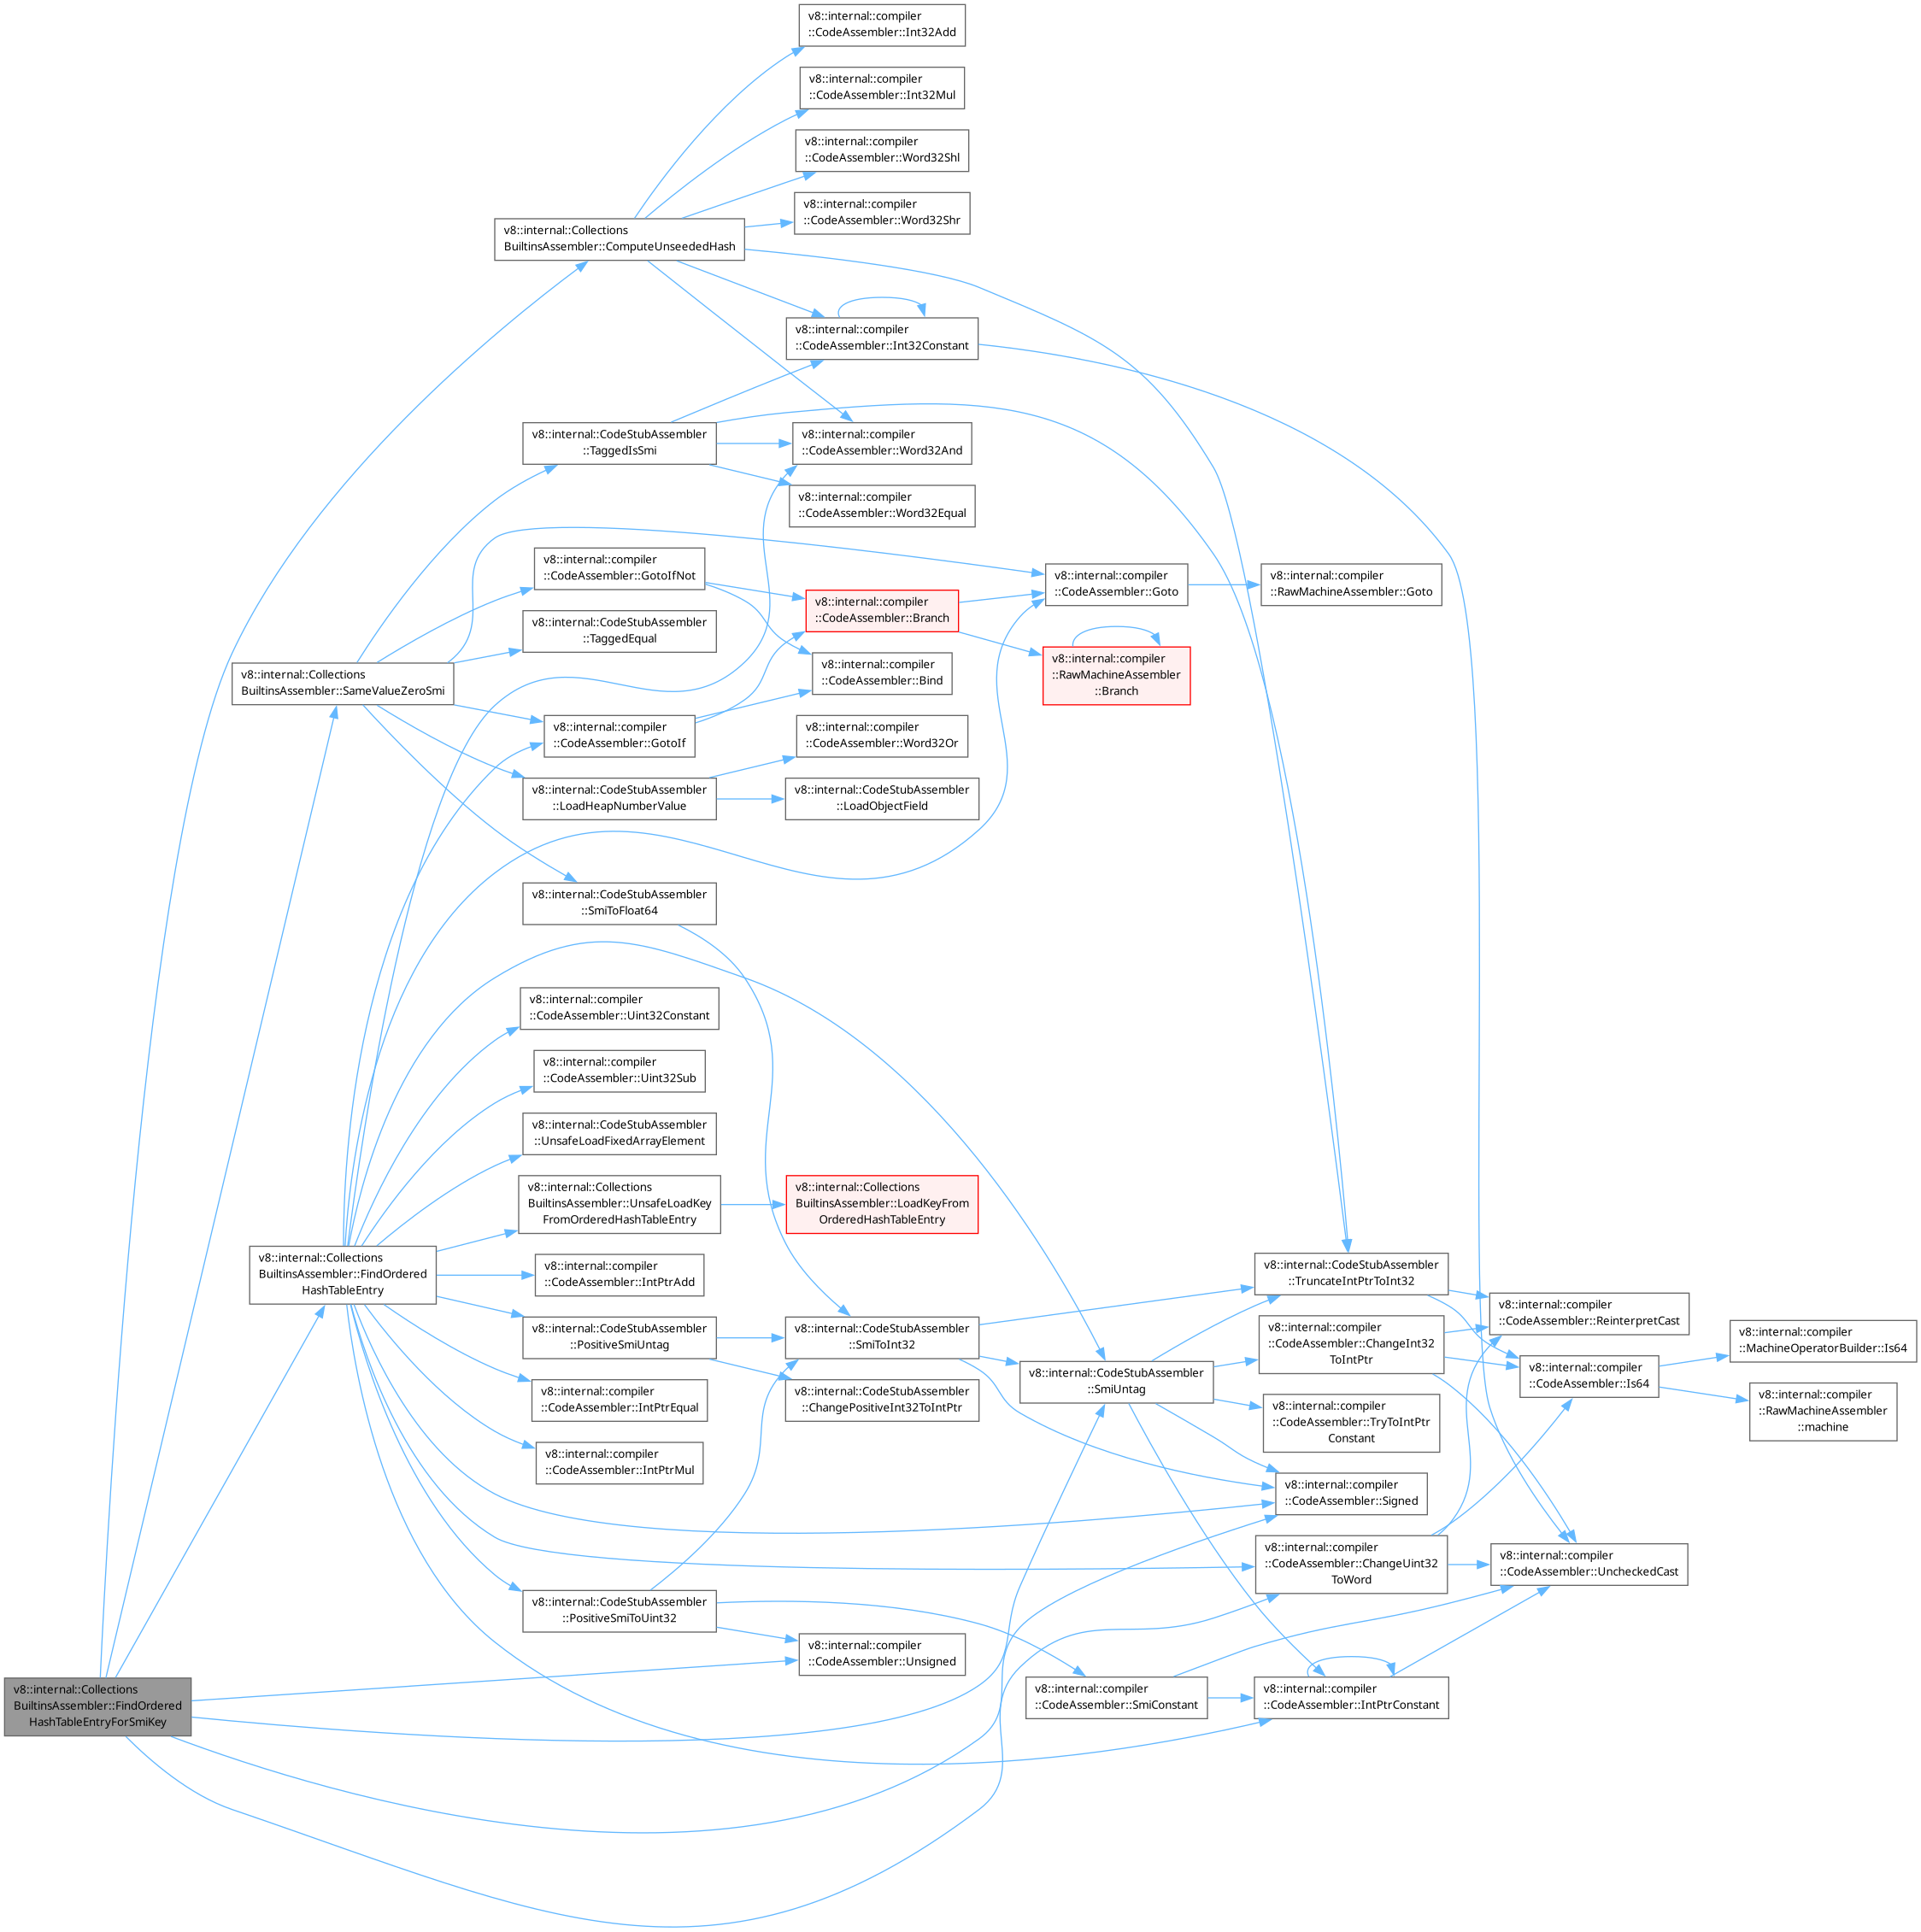 v8::internal::compiler
::CodeAssembler::Int32Add
v8::internal::compiler
::CodeAssembler::Int32Mul
v8::internal::compiler
::CodeAssembler::Word32Shl
v8::internal::compiler
::CodeAssembler::Word32Shr
v8::internal::Collections
BuiltinsAssembler::ComputeUnseededHash
v8::internal::compiler
::CodeAssembler::Int32Constant
v8::internal::CodeStubAssembler
::TaggedIsSmi
v8::internal::compiler
::CodeAssembler::Word32And
v8::internal::compiler
::CodeAssembler::Word32Equal
v8::internal::compiler
::CodeAssembler::GotoIfNot
v8::internal::compiler
::CodeAssembler::Goto
v8::internal::compiler
::RawMachineAssembler::Goto
v8::internal::compiler
::CodeAssembler::Branch
v8::internal::CodeStubAssembler
::TaggedEqual
v8::internal::Collections
BuiltinsAssembler::SameValueZeroSmi
v8::internal::compiler
::CodeAssembler::Bind
v8::internal::compiler
::RawMachineAssembler
::Branch
v8::internal::compiler
::CodeAssembler::GotoIf
v8::internal::compiler
::CodeAssembler::Word32Or
v8::internal::CodeStubAssembler
::LoadHeapNumberValue
v8::internal::CodeStubAssembler
::LoadObjectField
v8::internal::CodeStubAssembler
::SmiToFloat64
v8::internal::compiler
::CodeAssembler::Uint32Constant
v8::internal::compiler
::CodeAssembler::Uint32Sub
v8::internal::CodeStubAssembler
::UnsafeLoadFixedArrayElement
v8::internal::Collections
BuiltinsAssembler::UnsafeLoadKey
FromOrderedHashTableEntry
v8::internal::Collections
BuiltinsAssembler::LoadKeyFrom
OrderedHashTableEntry
v8::internal::Collections
BuiltinsAssembler::FindOrdered
HashTableEntry
v8::internal::compiler
::CodeAssembler::IntPtrAdd
v8::internal::CodeStubAssembler
::TruncateIntPtrToInt32
v8::internal::CodeStubAssembler
::PositiveSmiUntag
v8::internal::CodeStubAssembler
::SmiToInt32
v8::internal::compiler
::CodeAssembler::ChangeInt32
ToIntPtr
v8::internal::compiler
::CodeAssembler::ReinterpretCast
v8::internal::compiler
::MachineOperatorBuilder::Is64
v8::internal::compiler
::CodeAssembler::IntPtrEqual
v8::internal::CodeStubAssembler
::ChangePositiveInt32ToIntPtr
v8::internal::CodeStubAssembler
::SmiUntag
v8::internal::compiler
::CodeAssembler::Is64
v8::internal::compiler
::RawMachineAssembler
::machine
v8::internal::compiler
::CodeAssembler::TryToIntPtr
Constant
v8::internal::compiler
::CodeAssembler::IntPtrMul
v8::internal::compiler
::CodeAssembler::Signed
v8::internal::compiler
::CodeAssembler::ChangeUint32
ToWord
v8::internal::compiler
::CodeAssembler::UncheckedCast
v8::internal::CodeStubAssembler
::PositiveSmiToUint32
v8::internal::compiler
::CodeAssembler::Unsigned
v8::internal::Collections
BuiltinsAssembler::FindOrdered
HashTableEntryForSmiKey
v8::internal::compiler
::CodeAssembler::SmiConstant
v8::internal::compiler
::CodeAssembler::IntPtrConstant